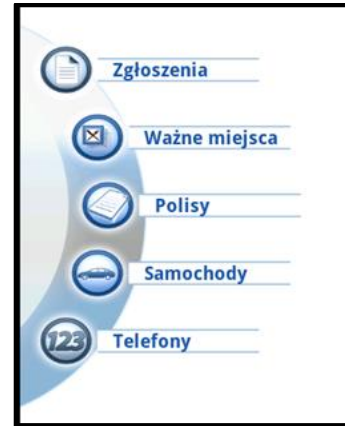 Zgłoszenia
Ważne miejsca
Polisy
Samochody
123 Telefony